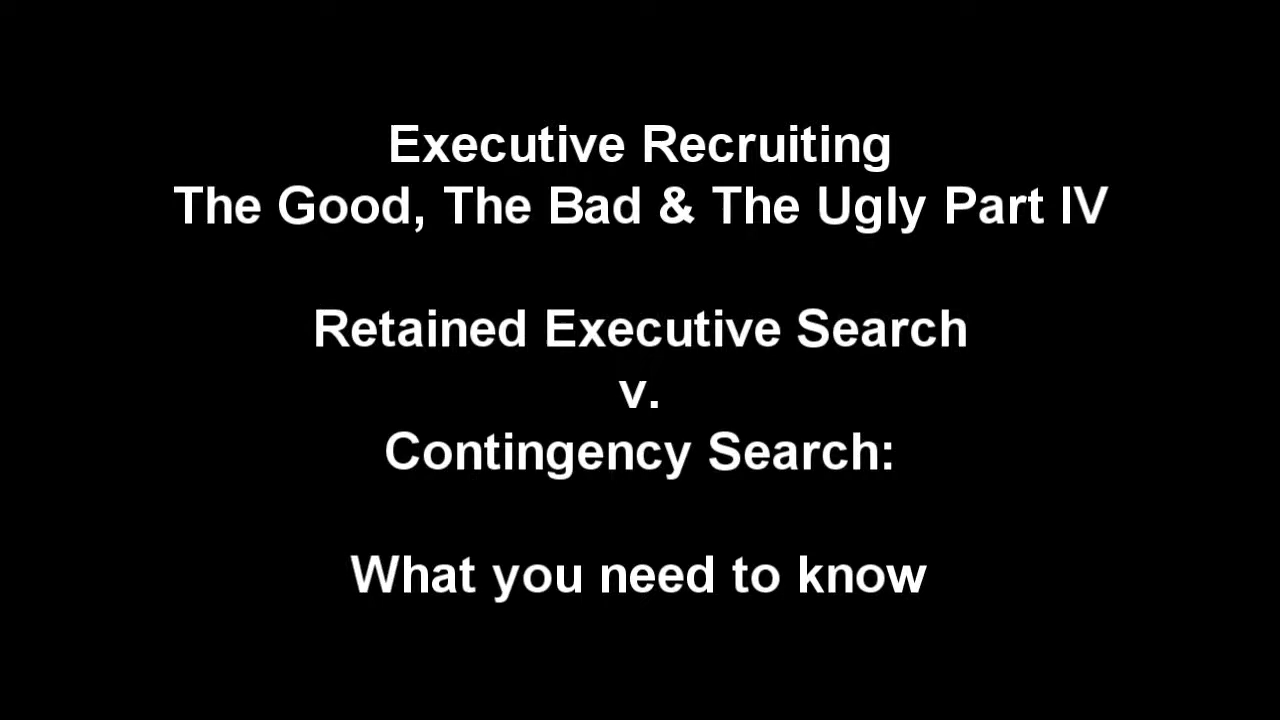 Executive Recruiting
The Good, The Bad & The Ugly Part IV
Retained Executive Search
v.
Contingency Search:
What you need to know